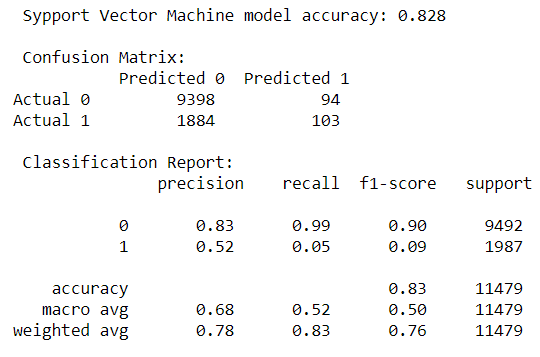 Sypport Vector Machine model accuracy: 0.828
Confusion Matrix:
Predicted 0 Predicted 1
Actual 0 9398 94
Actual 1 1884 103
Classification Report:
precision recall f1-score support
0 0.83 0.99 0.90 9492
1 0.52 0.05 0.09 1987
accuracy 0.83 11479
macro avg 0.68 0.52 0.50 11479
weighted avg 0.78 0.83 0.76 11479